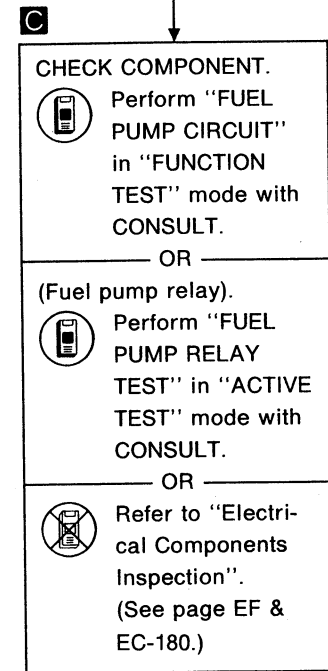 C
CHECK COMPONENT.
Perform "FUEL
PUMP CIRCUIT"
in "FUNCTION
TEST" mode with
CONSULT.
OR
(Fuel pump relay).
Perform "FUEL
PUMP RELAY
TEST" in "ACTIVE
TEST" mode with
CONSULT.
OR
Refer to "Electri-
cal Components
Inspection".
(See page EF &
EC-180.)